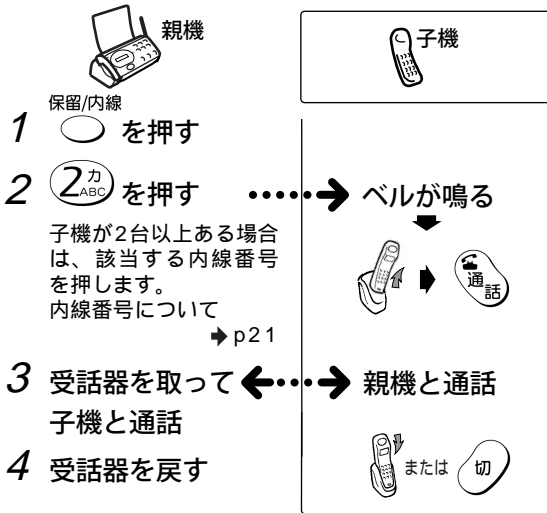 親機
子機
保留/内線
1 を押す
2 2カABC を押す
ベルが鳴る
子機が2台以上ある場合
は、該当する内線番号
を押します。
内線番号について
p21
通話
3 受話器を取って
子機と通話
親機と通話
4 受話器を戻す
または 切